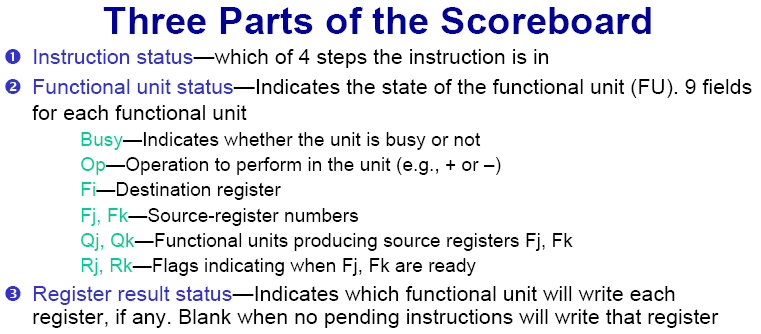 Three Parts of the Scoreboard
❶ Instruction status—which of 4 steps the instruction is in
❷ Functional unit status—Indicates the state of the functional unit (FU). 9 fields
for each functional unit
Busy—Indicates whether the unit is busy or not
Op—Operation to perform in the unit (e.g., + or –)
Fi—Destination register
Fj, Fk—Source-register numbers
Qj, Qk—Functional units producing source registers Fj, Fk
Rj, Rk—Flags indicating when Fj, Fk are ready
❸ Register result status—Indicates which functional unit will write each
register, if any. Blank when no pending instructions will write that register